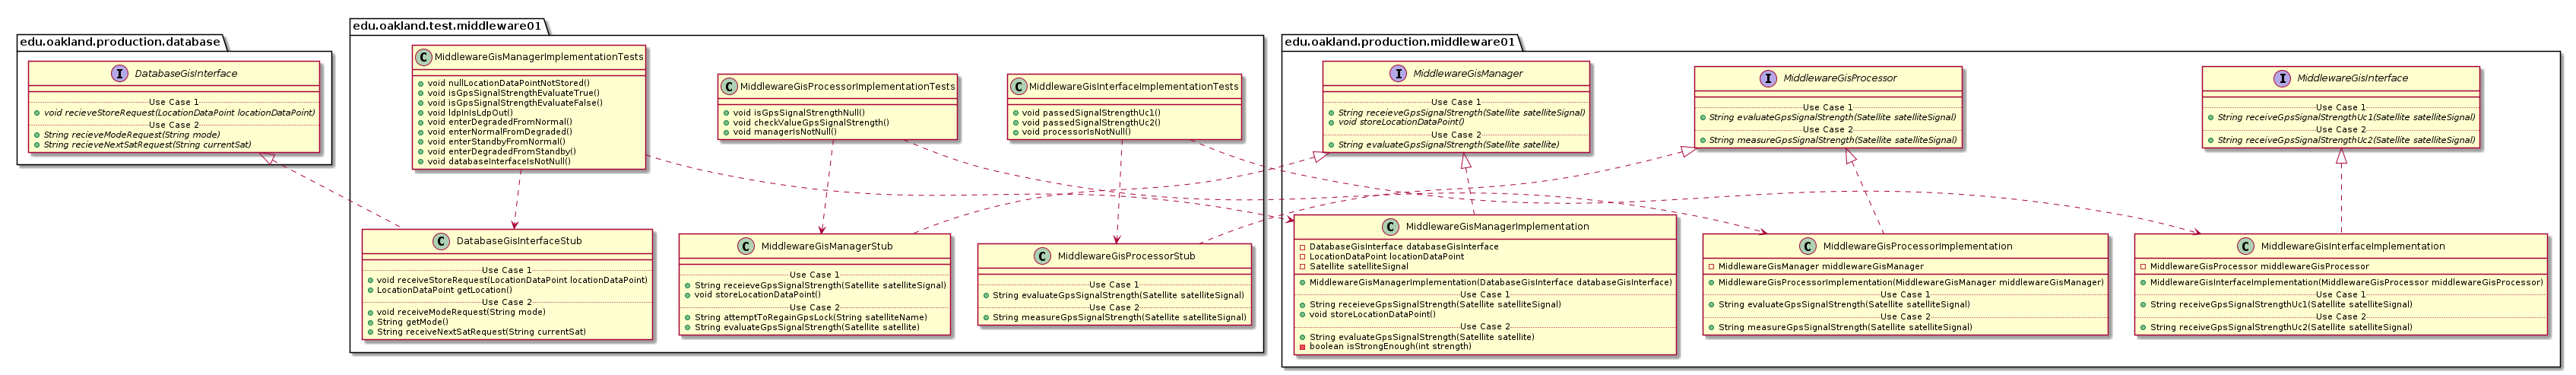 edu.oakland.production.database
I DatabaseGisInterface
Use Case 1
void recieveStoreRequest(LocationDataPoint locationDataPoint)
Use Case 2
String recieveModeRequest(String mode)
String recieveNextSatRequest(String currentSat)
edu.oakland.test.middleware01
C MiddlewareGisManagerImplementationTests
void nullLocationDataPointNotStored()
void isGpsSignalStrengthEvaluateTrue()
void isGpsSignalStrengthEvaluateFalse()
void ldpInIsLdpOut()
void enterDegradedFromNormal()
void enterNormalFromDegraded()
void enterStandbyFromNormal()
void enterDegradedFromStandby()
void databaseInterfaceIsNotNull()
C MiddlewareGisProcessorImplementationTests
void isGpsSignalStrengthNull()
void checkValueGpsSignalStrength()
void managerIsNotNull()
C MiddlewareGisInterfaceImplementationTests
void passedSignalStrengthUc1()
void passedSignalStrengthUc2()
void processorIsNotNull()
C DatabaseGisInterfaceStub
Use Case 1
void receiveStoreRequest(LocationDataPoint locationDataPoint)
LocationDataPoint getLocation()
Use Case 2
void receiveModeRequest(String mode)
String getMode()
String receiveNextSatRequest(String currentSat)
C MiddlewareGisManagerStub
Use Case 1
String receieveGpsSignalStrength(Satellite satelliteSignal)
void storeLocationDataPoint()
Use Case 2
String attemptToRegainGpsLock(String satelliteName)
String evaluateGpsSignalStrength(Satellite satellite)
C MiddlewareGisProcessorStub
Use Case 1
String evaluateGpsSignalStrength(Satellite satelliteSignal)
Use Case 2
String measureGpsSignalStrength(Satellite satelliteSignal)
edu.oakland.production.middleware01
I MiddlewareGisManager
Use Case 1
String receieveGpsSignalStrength(Satellite satelliteSignal)
void storeLocationDataPoint()
Use Case 2
String evaluateGpsSignalStrength(Satellite satellite)
I MiddlewareGisProcessor
Use Case 1
String evaluateGpsSignalStrength(Satellite satelliteSignal)
Use Case 2
String measureGpsSignalStrength(Satellite satelliteSignal)
I MiddlewareGisInterface
Use Case 1
String receiveGpsSignalStrengthUc1(Satellite satelliteSignal)
Use Case 2
String receiveGpsSignalStrengthUc2(Satellite satelliteSignal)
C MiddlewareGisManagerImplementation
DatabaseGisInterface databaseGisInterface
LocationDataPoint locationDataPoint
Satellite satelliteSignal
MiddlewareGisManagerImplementation(DatabaseGisInterface databaseGisInterface)
Use Case 1
String receieveGpsSignalStrength(Satellite satelliteSignal)
void storeLocationDataPoint()
Use Case 2
String evaluateGpsSignalStrength(Satellite satellite)
boolean isStrongEnough(int strength)
C MiddlewareGisProcessorImplementation
MiddlewareGisManager middlewareGisManager
MiddlewareGisProcessorImplementation(MiddlewareGisManager middlewareGisManager)
Use Case 1
String evaluateGpsSignalStrength(Satellite satelliteSignal)
Use Case 2
String measureGpsSignalStrength(Satellite satelliteSignal)
C MiddlewareGisInterfaceImplementation
MiddlewareGisProcessor middlewareGisProcessor
MiddlewareGisInterfaceImplementation(MiddlewareGisProcessor middlewareGisProcessor)
Use Case 1
String receiveGpsSignalStrengthUc1(Satellite satelliteSignal)
Use Case 2
String receiveGpsSignalStrengthUc2(Satellite satelliteSignal)